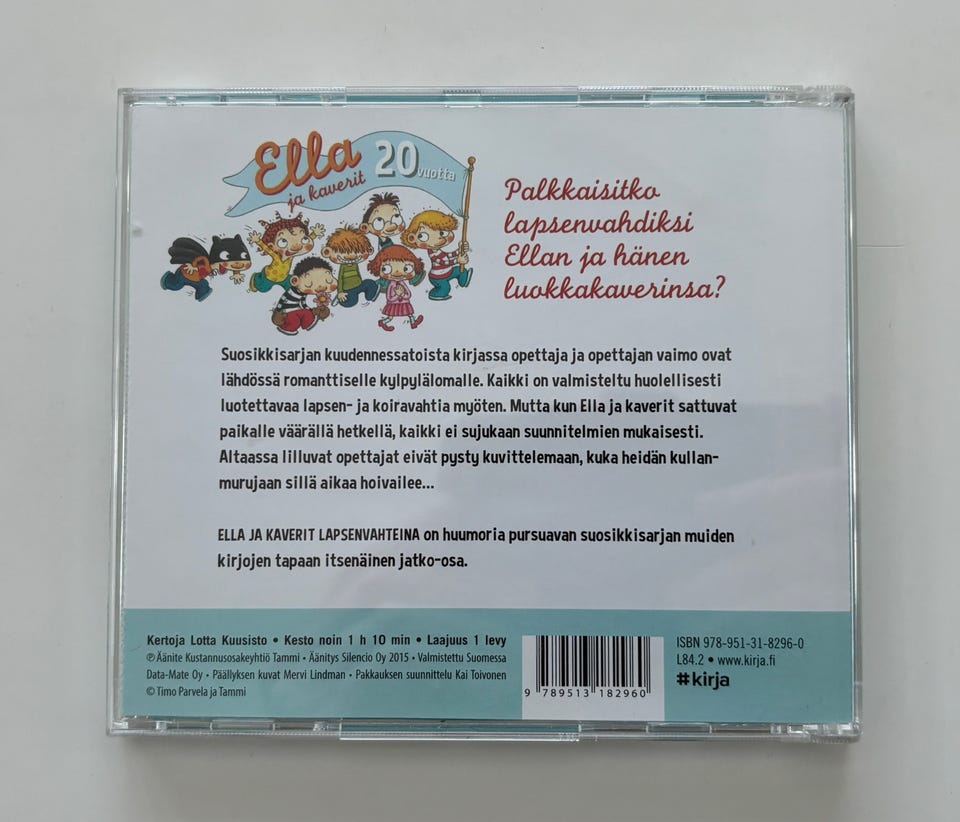 Ella
ja kaverit
20 vuotta
Palkkaisitko
lapsenvahdiksi
Ellan ja hänen
luokkakaverinsa?
Suosikkisarjan kuudennessatoista kirjassa opettaja ja opettajan vaimo ovat
lähdössä romanttiselle kylpylälomalle. Kaikki on valmisteltu huolellisesti
luotettavaa lapsen- ja koiravahtia myöten. Mutta kun Ella ja kaverit sattuvat
paikalle väärällä hetkellä, kaikki ei sujukaan suunnitelmien mukaisesti.
Altaassa lilluvat opettajat eivät pysty kuvittelemaan, kuka heidän kullan-
murujaan sillä aikaa hoivailee...
ELLA JA KAVERIT LAPSENVAHTEINA on huumoria pursuavan suosikkisarjan muiden
kirjojen tapaan itsenäinen jatko-osa.
Kertoja Lotta Kuusisto • Kesto noin 1 h 10 min • Laajuus 1 levy
℗ Äänite Kustannusosakeyhtiö Tammi • Äänitys Silencio Oy 2015 • Valmistettu Suomessa
Data-Mate Oy • Päällyksen kuvat Mervi Lindman • Pakkauksen suunnittelu Kai Toivonen
© Timo Parvela ja Tammi
9 789513 182960
ISBN 978-951-31-8296-0
L84.2 • www.kirja.fi
#kirja